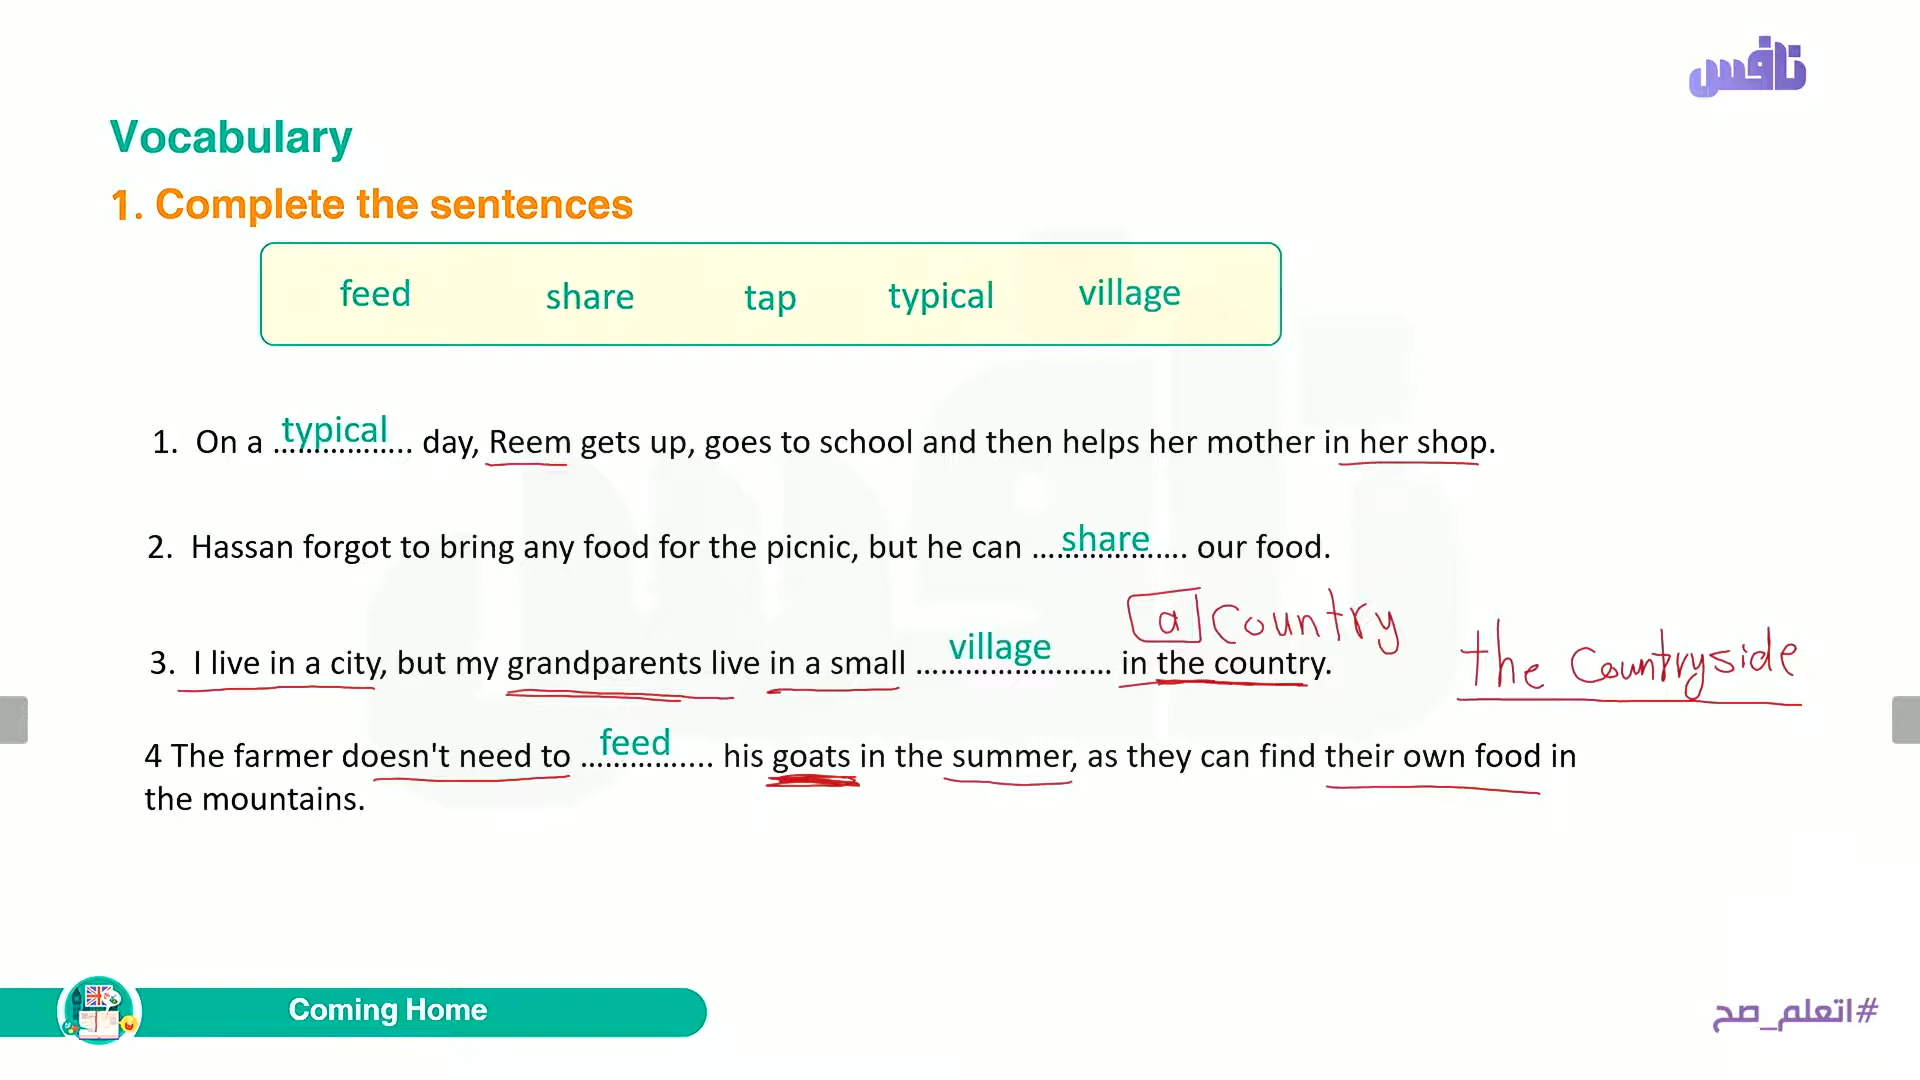 نافس
Vocabulary
1. Complete the sentences
feed share tap typical village
1. On a typical day, Reem gets up, goes to school and then helps her mother in her shop.
2. Hassan forgot to bring any food for the picnic, but he can share our food.
a Country
3. I live in a city, but my grandparents live in a small village in the country.
the Countryside
4 The farmer doesn't need to feed his goats in the summer, as they can find their own food in
the mountains.
Coming Home
#اتعلم_صح